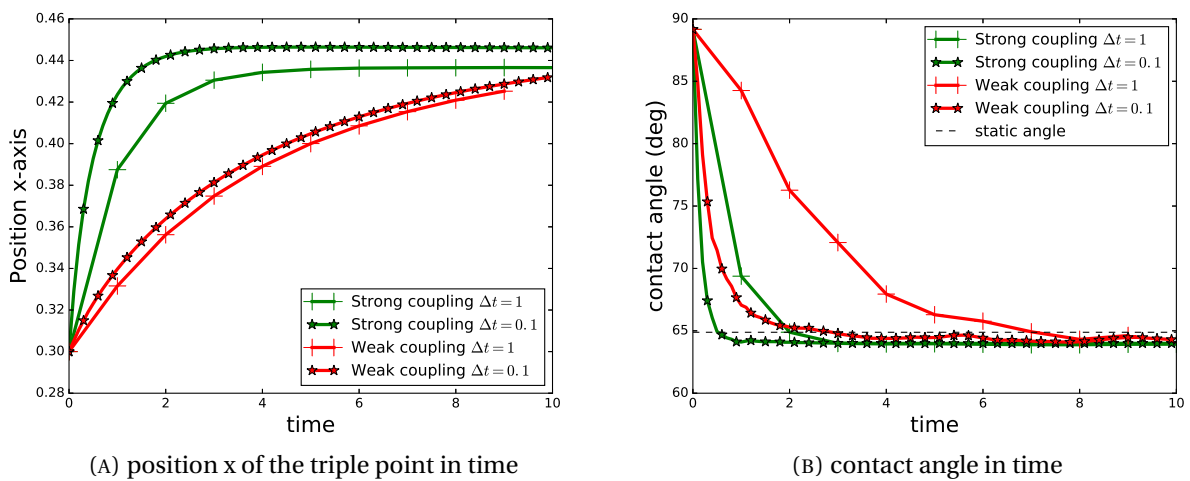 0.46
0.44
0.42
0.40
0.38
0.36
0.34
0.32
0.30
0.28
Position x-axis
0 2 4 6 8 10
time
Strong coupling Δt=1
Strong coupling Δt=0.1
Weak coupling Δt=1
Weak coupling Δt=0.1
(A) position x of the triple point in time
90
85
80
75
70
65
60
contact angle (deg)
0 2 4 6 8 10
time
Strong coupling Δt=1
Strong coupling Δt=0.1
Weak coupling Δt=1
Weak coupling Δt=0.1
static angle
(B) contact angle in time